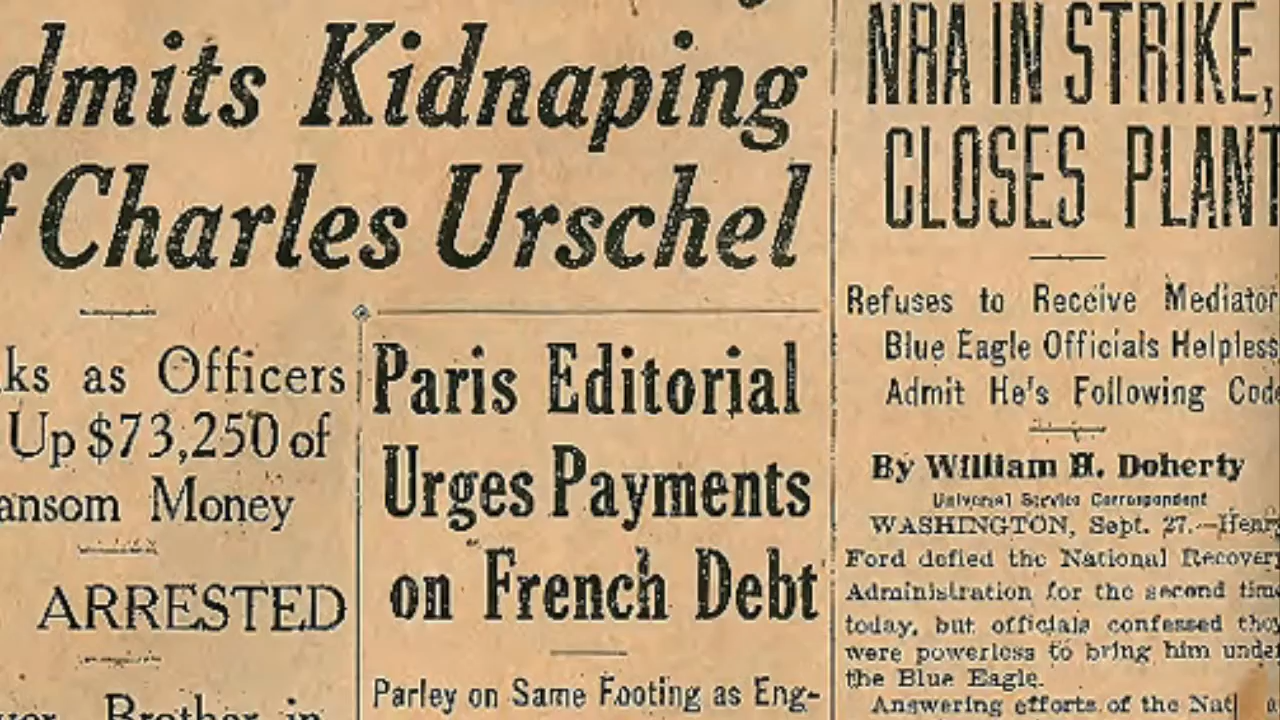 dmits Kidnaping
f Charles Urschel
ks as Officers
Up $73,250 of
ansom Money
ARRESTED
Brother in
Paris Editorial
Urges Payments
on French Debt
Parley on Same Footing as Eng-
NRA IN STRIKE,
CLOSES PLANT
Refuses to Receive Mediator
Blue Eagle Officials Helpless
Admit He's Following Code
By William H. Doherty
Universal Service Correspondent
WASHINGTON, Sept. 27.—Henry
Ford defied the National Recovery
Administration for the second time
today, but officials confessed they
were powerless to bring him under
the Blue Eagle.
Answering efforts of the Nat